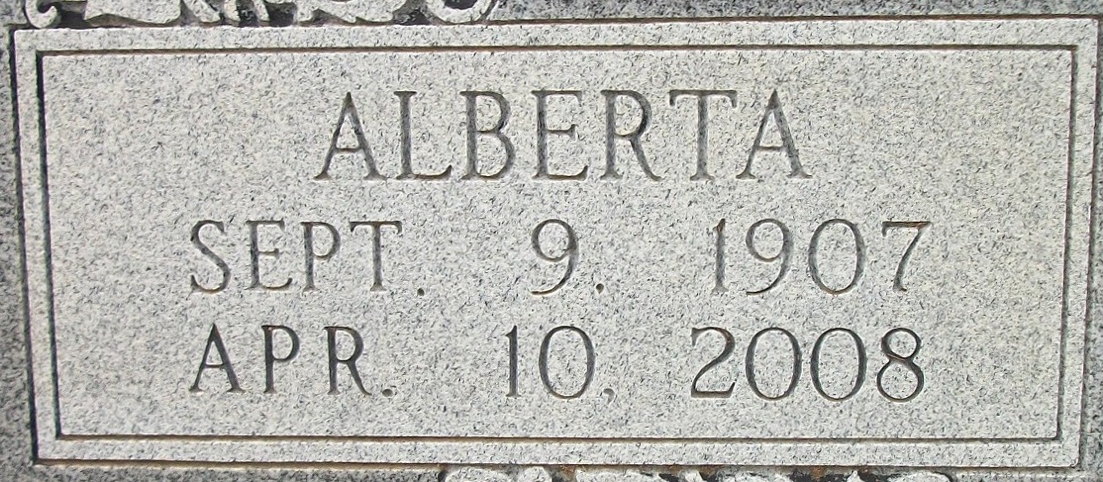 ALBERTA
SEPT. 9, 1907
APR. 10, 2008